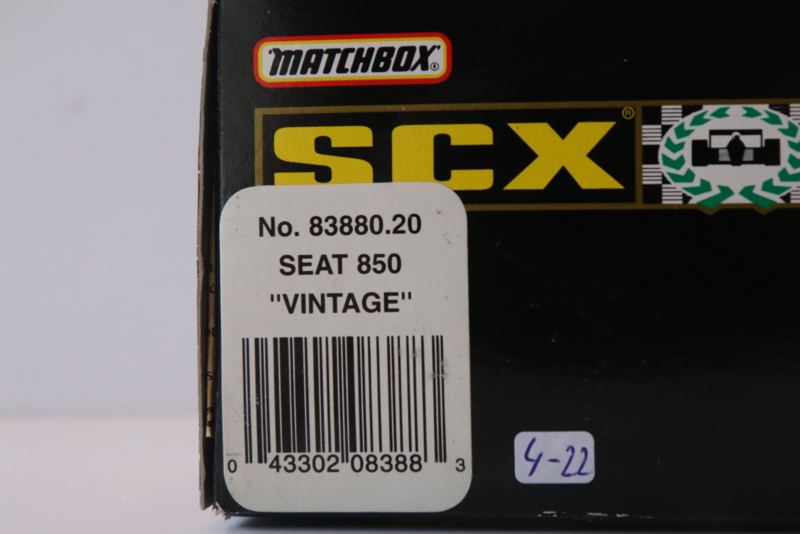 MATCHBOX®
SCX®
No. 83880.20
SEAT 850
"VINTAGE"
0 43302 08388 3
4-22